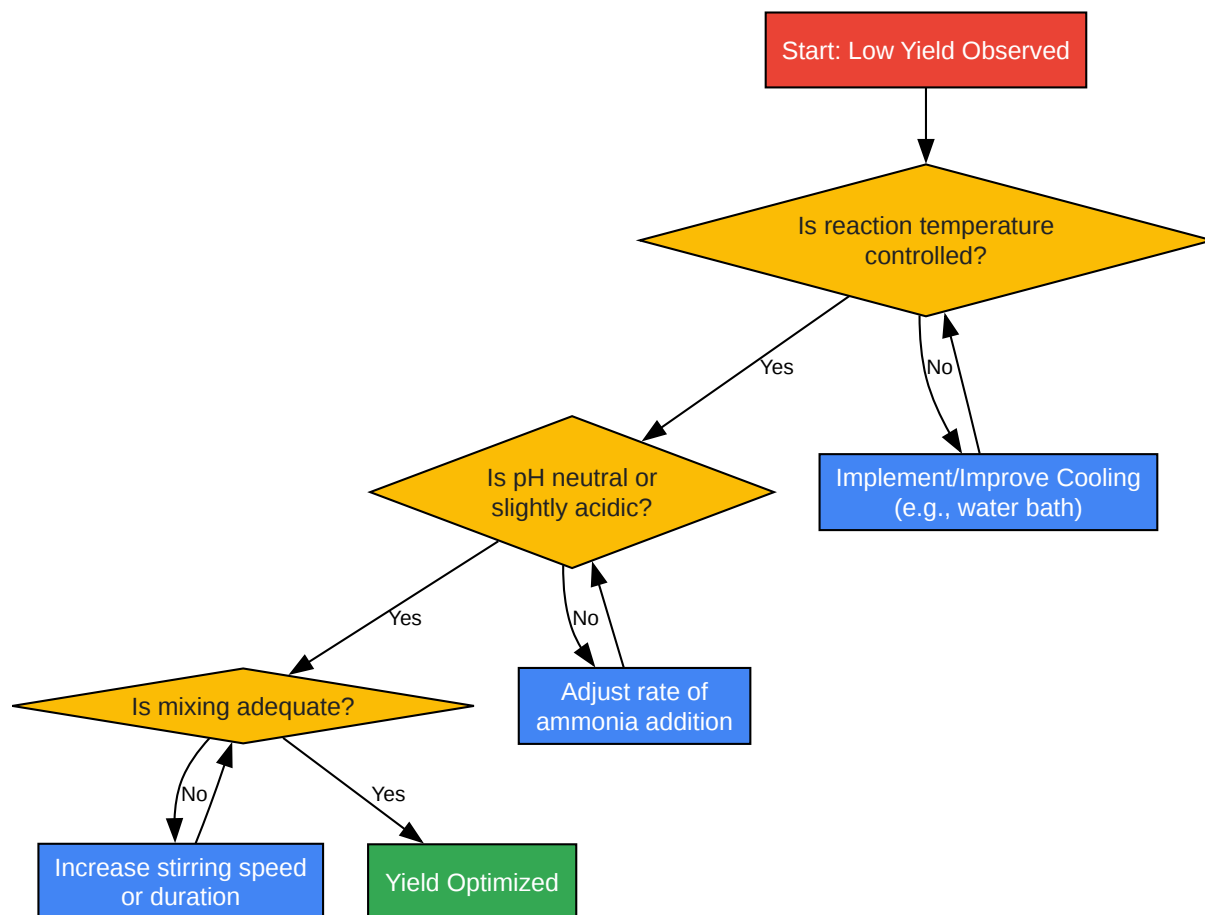 Start: Low Yield Observed
Is reaction temperature
controlled?
Yes
No
Is pH neutral or
slightly acidic?
Implement/Improve Cooling
(e.g., water bath)
Yes
No
Is mixing adequate?
Adjust rate of
ammonia addition
No
Yes
Increase stirring speed
or duration
Yield Optimized